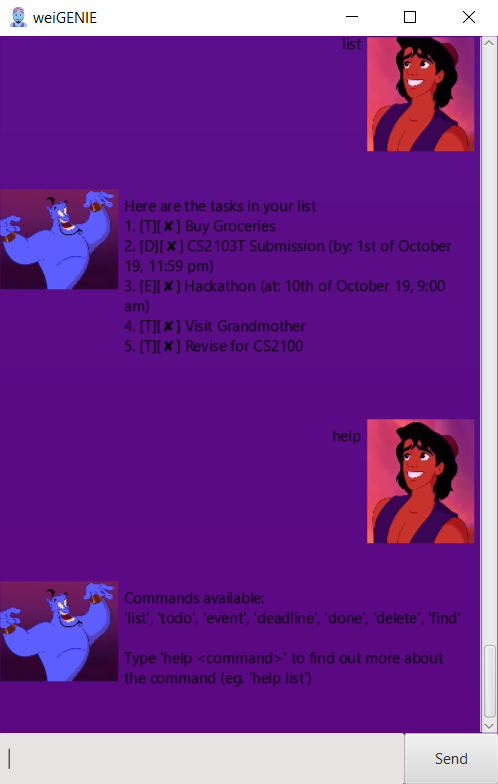 weiGENIE
list
Here are the tasks in your list
1. [T][✘] Buy Groceries
2. [D][✘] CS2103T Submission (by: 1st of October
19, 11:59 pm)
3. [E][✘] Hackathon (at: 10th of October 19, 9:00
am)
4. [T][✘] Visit Grandmother
5. [T][✘] Revise for CS2100
help
Commands available:
'list', 'todo', 'event', 'deadline', 'done', 'delete', 'find'
Type 'help <command>' to find out more about
the command (eg. 'help list')
Send